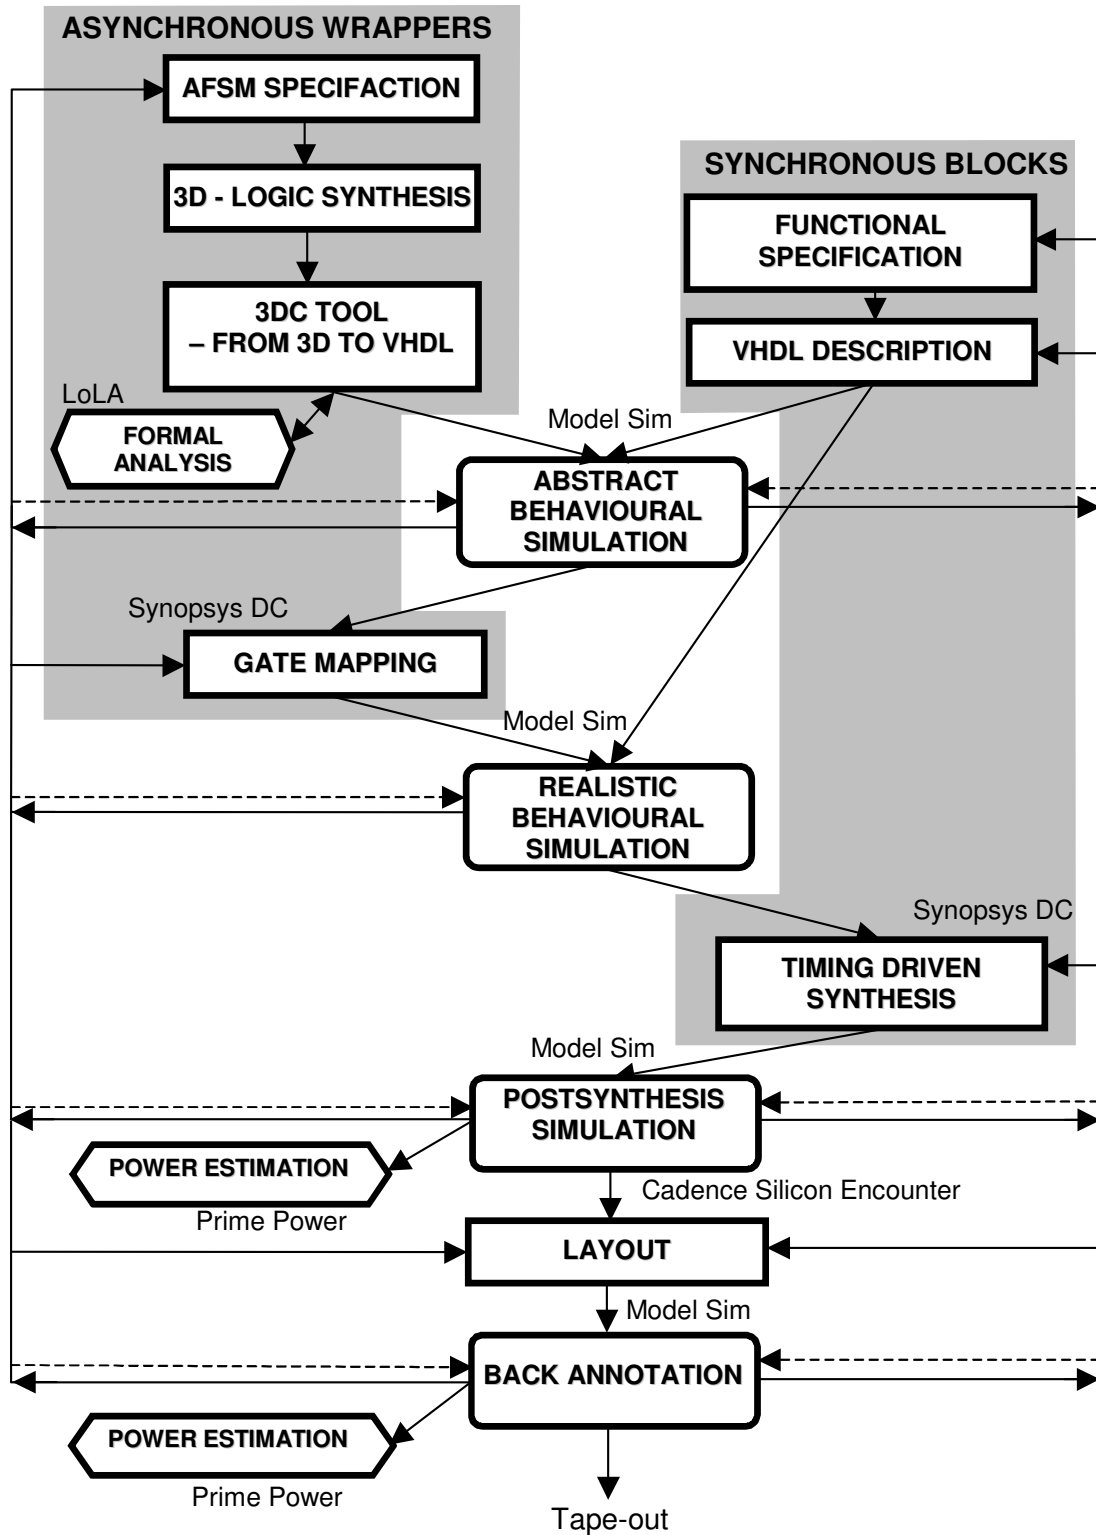 ASYNCHRONOUS WRAPPERS
AFSM SPECIFACTION
3D - LOGIC SYNTHESIS
3DC TOOL
– FROM 3D TO VHDL
LoLA
FORMAL
ANALYSIS
SYNCHRONOUS BLOCKS
FUNCTIONAL
SPECIFICATION
VHDL DESCRIPTION
Model Sim
ABSTRACT
BEHAVIOURAL
SIMULATION
Synopsys DC
GATE MAPPING
Model Sim
REALISTIC
BEHAVIOURAL
SIMULATION
Synopsys DC
TIMING DRIVEN
SYNTHESIS
Model Sim
POSTSYNTHESIS
SIMULATION
POWER ESTIMATION
Prime Power
Cadence Silicon Encounter
LAYOUT
Model Sim
BACK ANNOTATION
POWER ESTIMATION
Prime Power
Tape-out